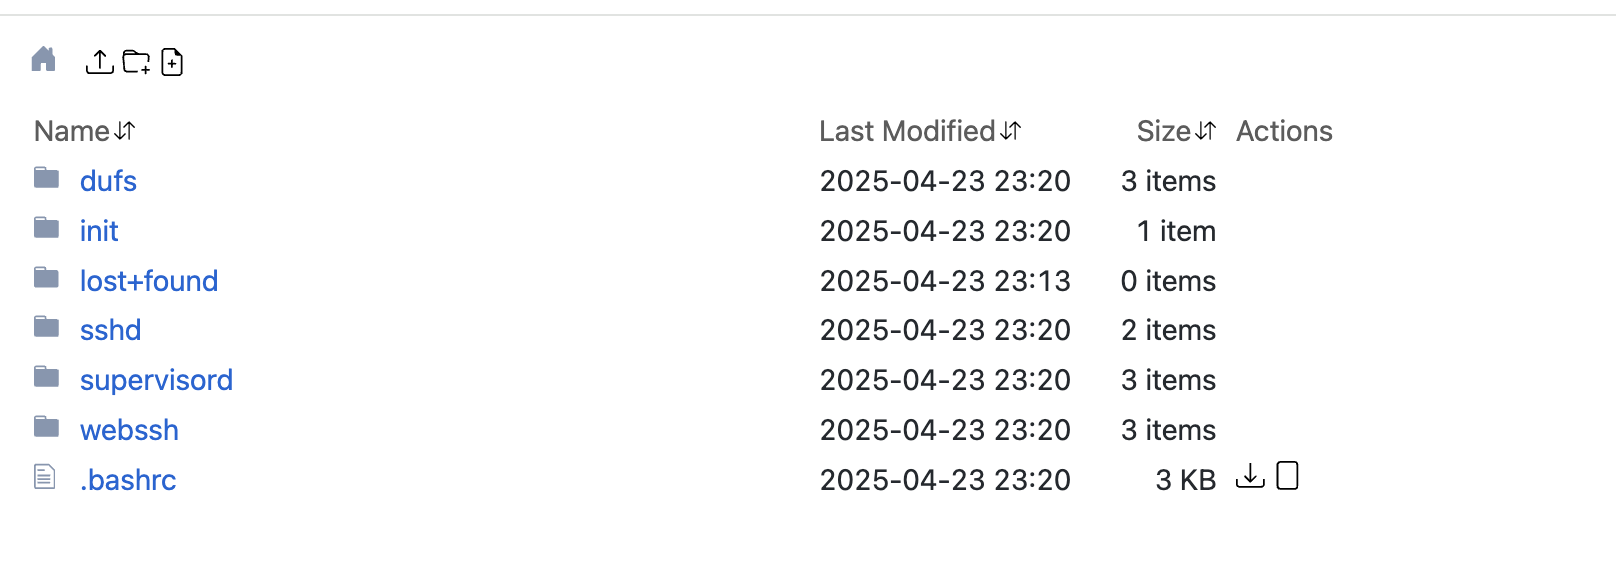 Name Last Modified Size Actions
dufs 2025-04-23 23:20 3 items
init 2025-04-23 23:20 1 item
lost+found 2025-04-23 23:13 0 items
sshd 2025-04-23 23:20 2 items
supervisord 2025-04-23 23:20 3 items
webssh 2025-04-23 23:20 3 items
.bashrc 2025-04-23 23:20 3 KB